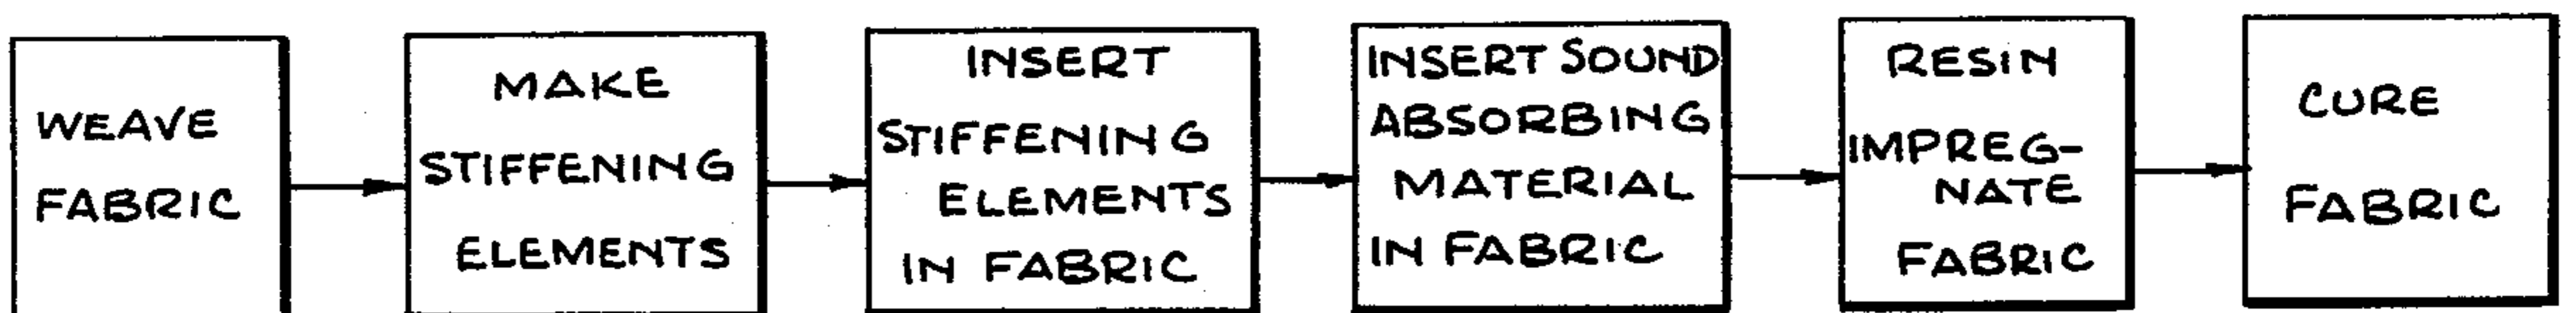 WEAVE
FABRIC
MAKE
STIFFENING
ELEMENTS
INSERT
STIFFENING
ELEMENTS
IN FABRIC
INSERT SOUND
ABSORBING
MATERIAL
IN FABRIC
RESIN
IMPREG-
NATE
FABRIC
CURE
FABRIC